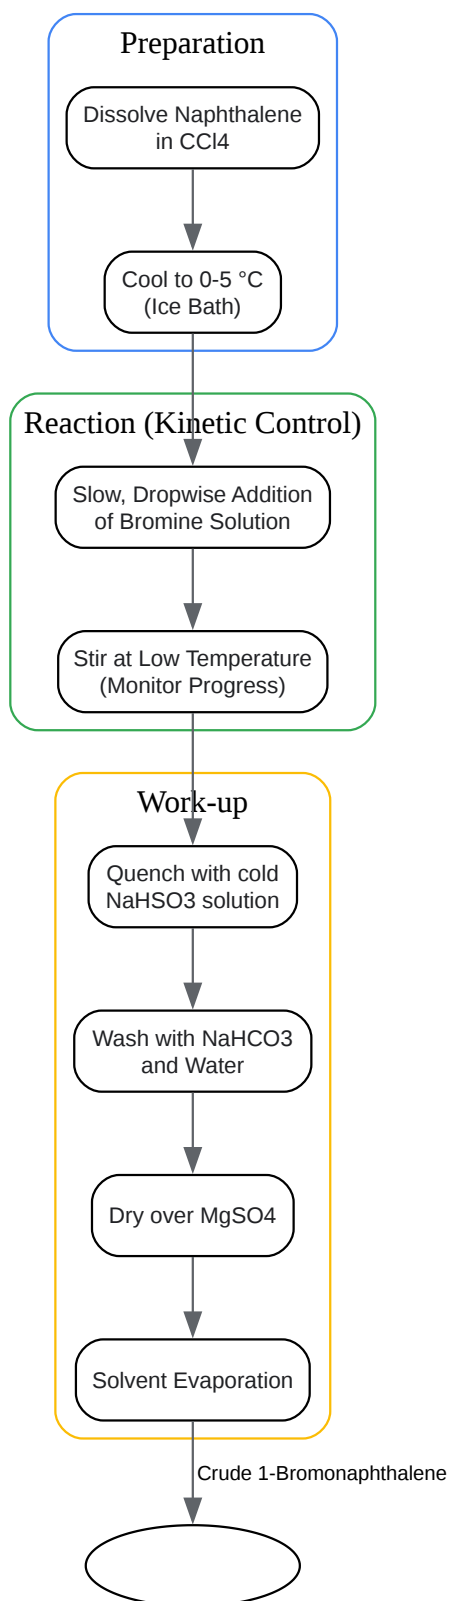 Preparation
Dissolve Naphthalene
in CCl4
Cool to 0-5 °C
(Ice Bath)
Reaction (Kinetic Control)
Slow, Dropwise Addition
of Bromine Solution
Stir at Low Temperature
(Monitor Progress)
Work-up
Quench with cold
NaHSO3 solution
Wash with NaHCO3
and Water
Dry over MgSO4
Solvent Evaporation
Crude 1-Bromonaphthalene